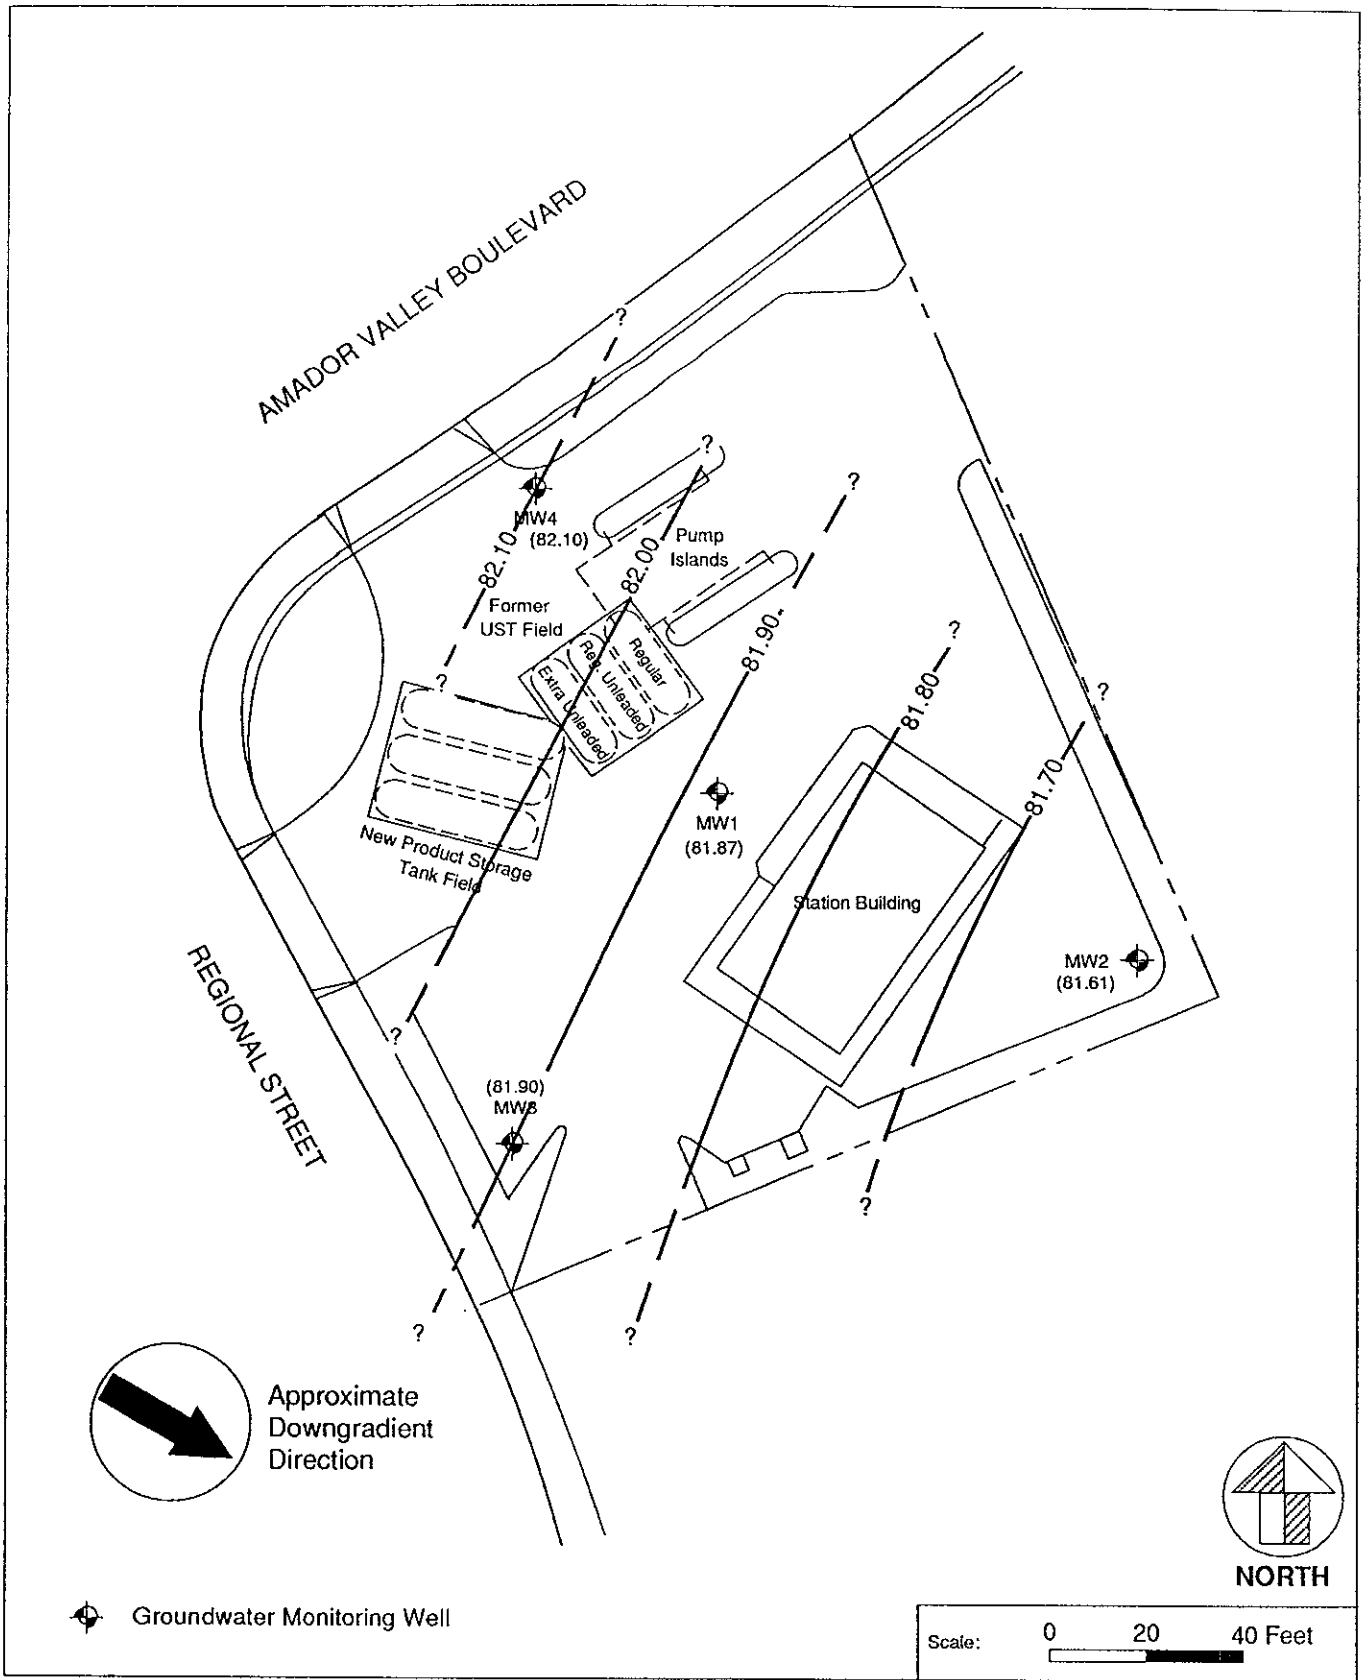 AMADOR VALLEY BOULEVARD
?
?
?
MW4
(82.10)
82.10
82.00
Pump
Islands
Former
UST Field
81.90
?
Regular
Reg. Unleaded
Extra Unleaded
?
81.80
?
81.70
MW1
(81.87)
New Product Storage
Tank Field
Station Building
REGIONAL STREET
MW2
(81.61)
?
(81.90)
MW3
?
?
?
Approximate
Downgradient
Direction
NORTH
Groundwater Monitoring Well
Scale:
0 20 40 Feet